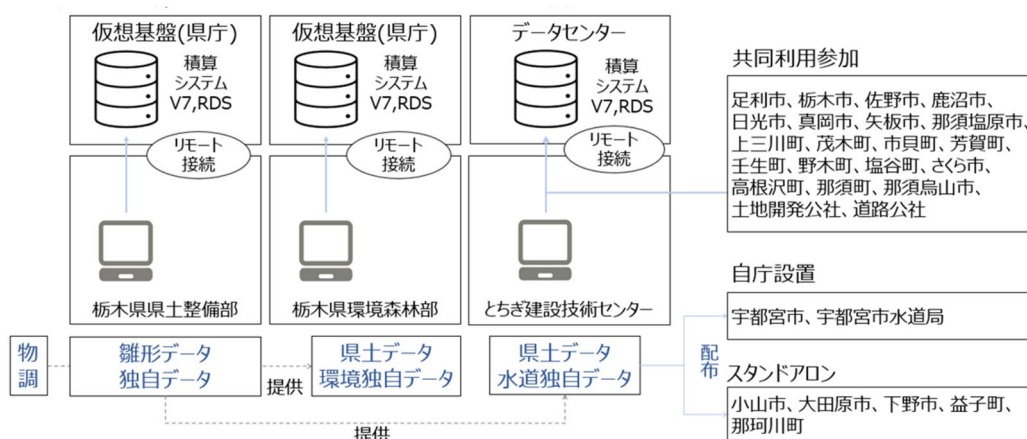 仮想基盤(県庁)
積算
システム
V7,RDS
リモート
接続
栃木県県土整備部
仮想基盤(県庁)
積算
システム
V7,RDS
リモート
接続
栃木県環境森林部
データセンター
積算
システム
V7,RDS
リモート
接続
とちぎ建設技術センター
共同利用参加
足利市、栃木市、佐野市、鹿沼市、
日光市、真岡市、矢板市、那須塩原市、
上三川町、茂木町、市貝町、芳賀町、
壬生町、野木町、塩谷町、さくら市、
高根沢町、那須町、那須烏山市、
土地開発公社、道路公社
自庁設置
宇都宮市、宇都宮市水道局
スタンドアロン
小山市、大田原市、下野市、益子町、
那珂川町
物
調
雛形データ
独自データ
提供
県土データ
環境独自データ
県土データ
水道独自データ
配
布
提供